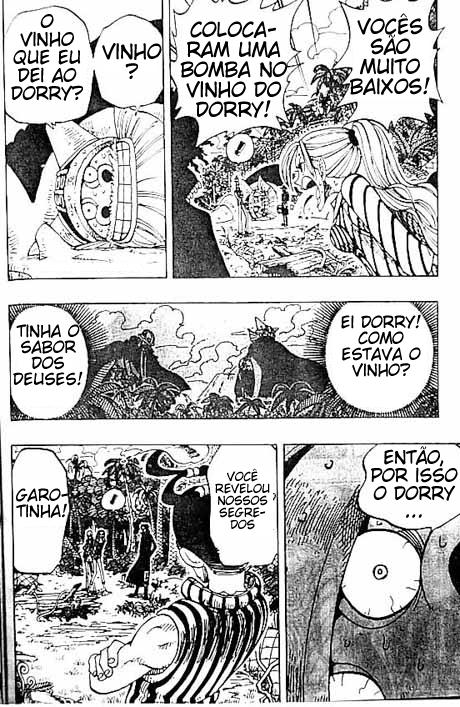 VOCÊS
SÃO
MUITO
BAIXOS!
COLOCA-
RAM UMA
BOMBA NO
VINHO DO
DORRY!
VINHO
?
O
VINHO
QUE EU
DEI AO
DORRY?
EI DORRY!
COMO
ESTAVA O
VINHO?
TINHA O
SABOR
DOS
DEUSES!
ENTÃO,
POR ISSO
O DORRY
...
VOCÊ
REVELOU
NOSSOS
SEGRE-
DOS
GARO-
TINHA!